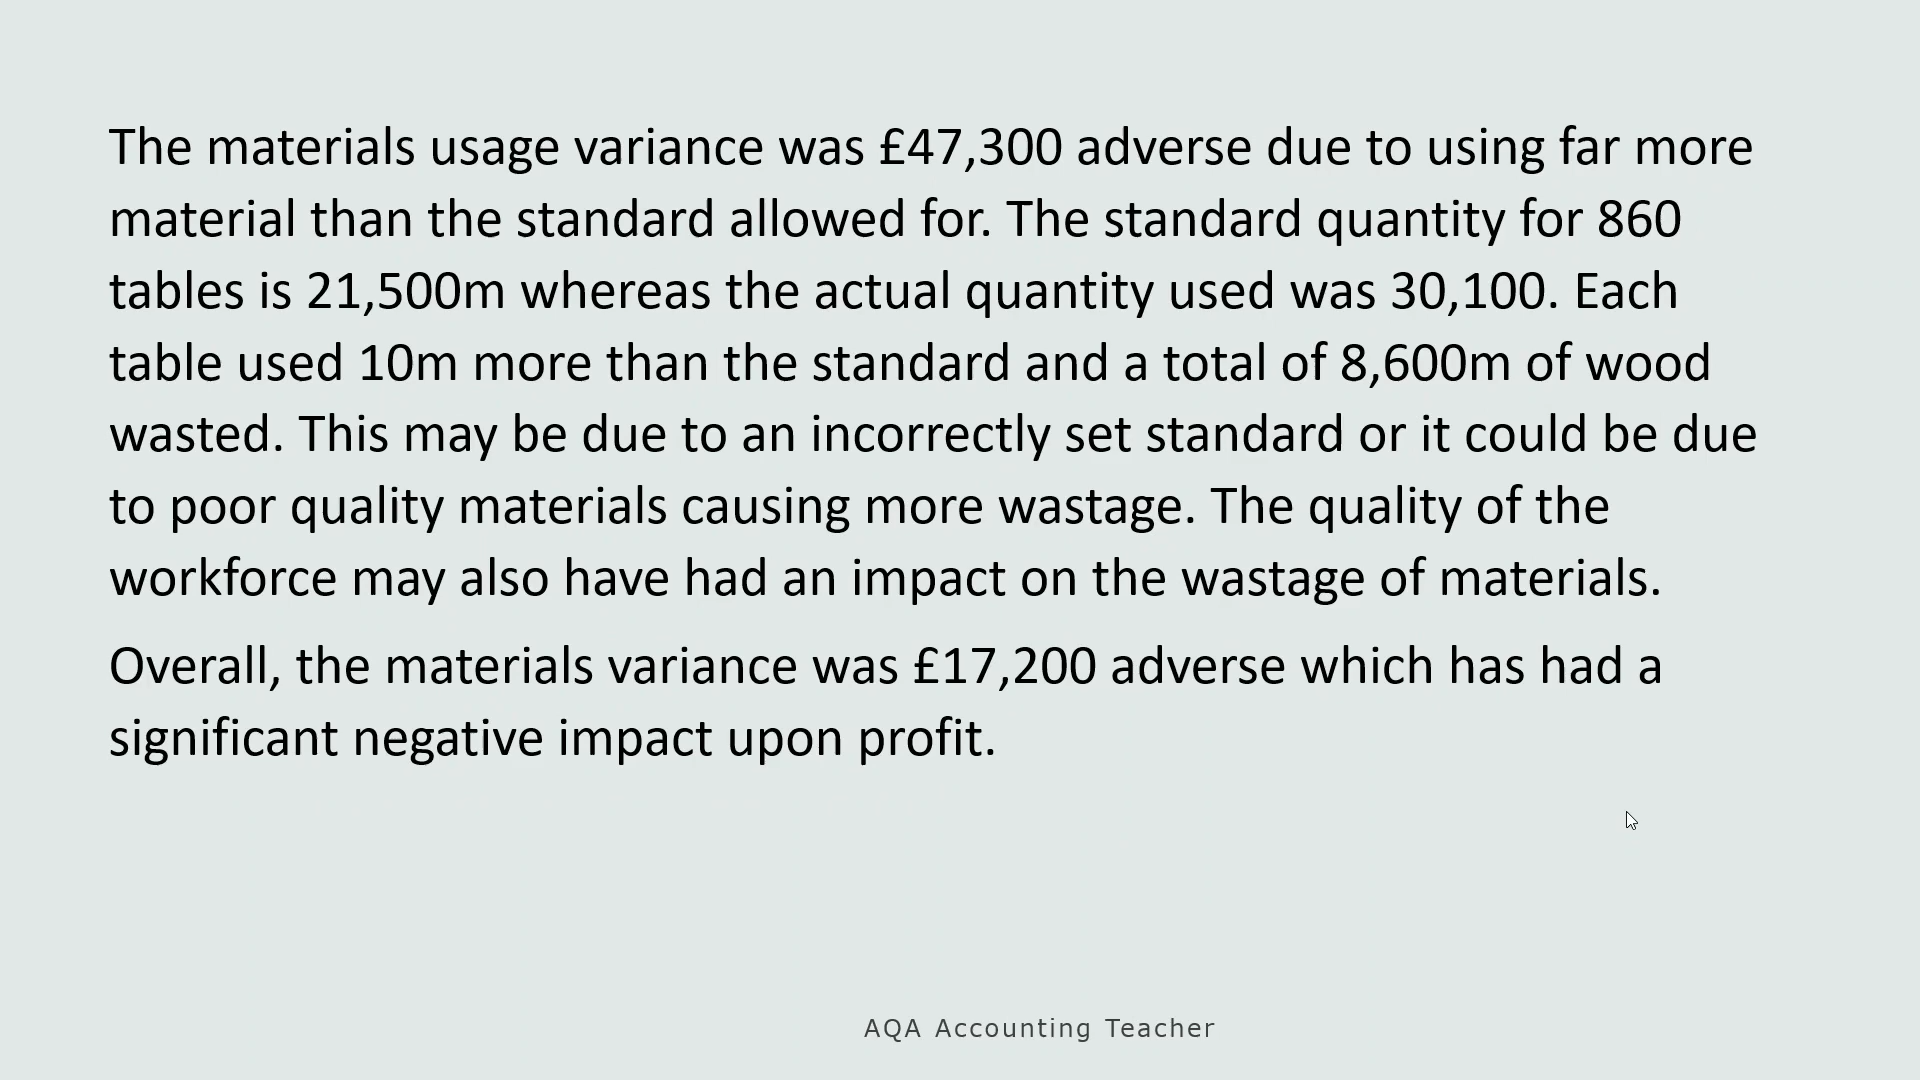 The materials usage variance was £47,300 adverse due to using far more
material than the standard allowed for. The standard quantity for 860
tables is 21,500m whereas the actual quantity used was 30,100. Each
table used 10m more than the standard and a total of 8,600m of wood
wasted. This may be due to an incorrectly set standard or it could be due
to poor quality materials causing more wastage. The quality of the
workforce may also have had an impact on the wastage of materials.
Overall, the materials variance was £17,200 adverse which has had a
significant negative impact upon profit.
AQA Accounting Teacher